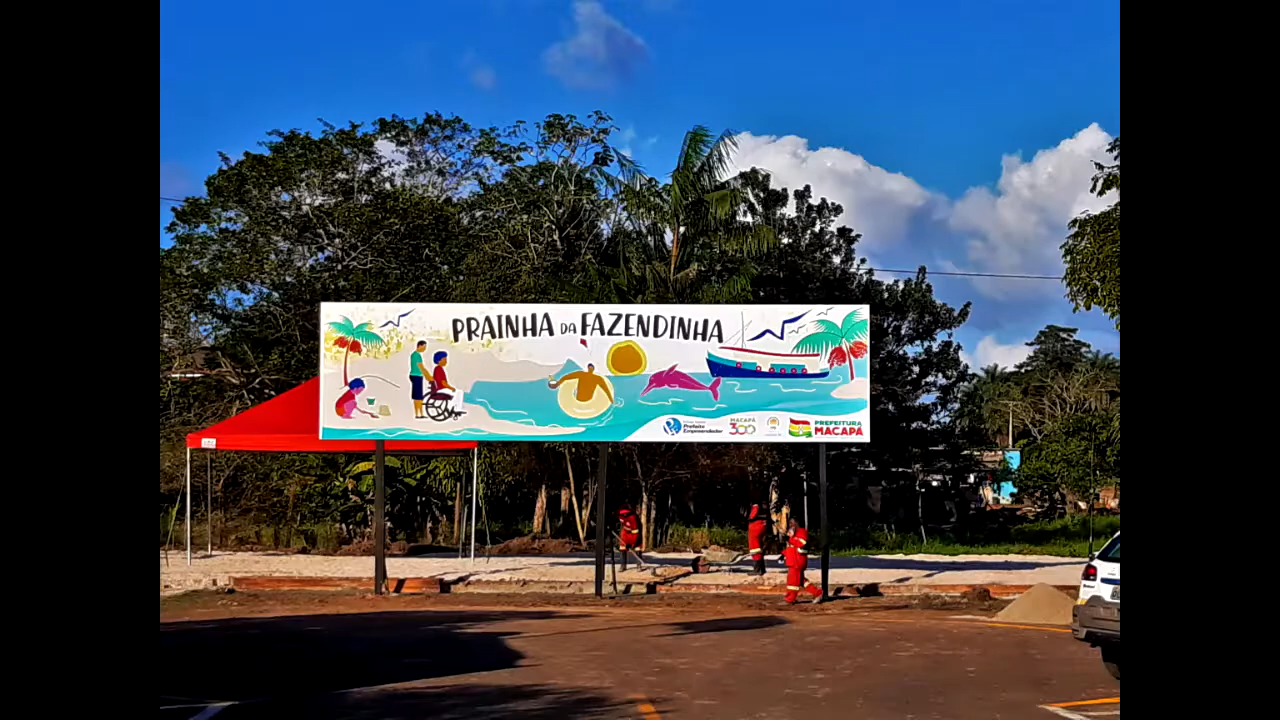 PRAINHA DA FAZENDINHA
Prefeito
Empreendedor
MACAPÁ
300
PREFEITURA
MACAPÁ